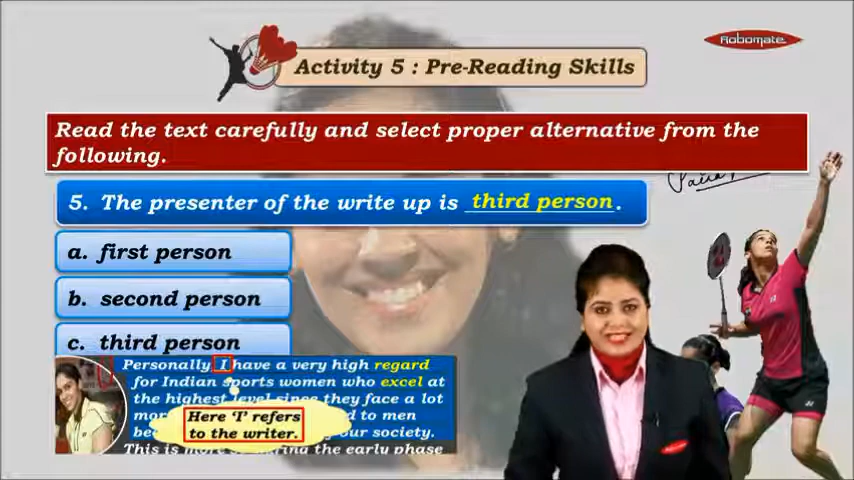 Robomate
Activity 5 : Pre-Reading Skills
Read the text carefully and select proper alternative from the
following.
5. The presenter of the write up is third person.
a. first person
b. second person
c. third person
Personally I have a very high regard
for Indian sports women who excel at
the highest level since they face a lot
Here 'I' refers
to the writer.
d to men
our society.
This is more
the early phase